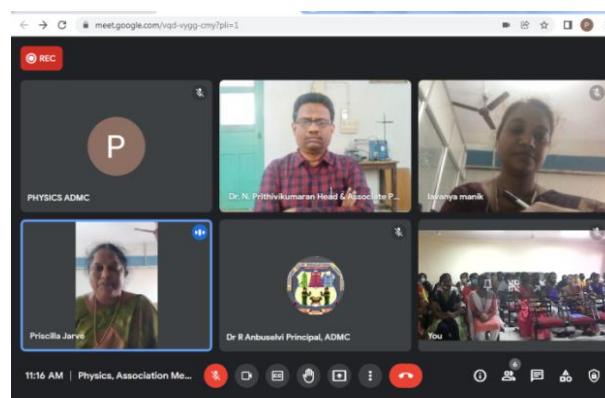 meet.google.com/vqd-vygg-cmy?pli=1
P
REC
P
PHYSICS ADMC
Dr. N. Prithivikumaran Head & Associate P...
lavanya manik
Priscilla Jarve
Dr R Anbuselvi Principal, ADMC
You
11:16 AM | Physics, Association Me...
CC
6